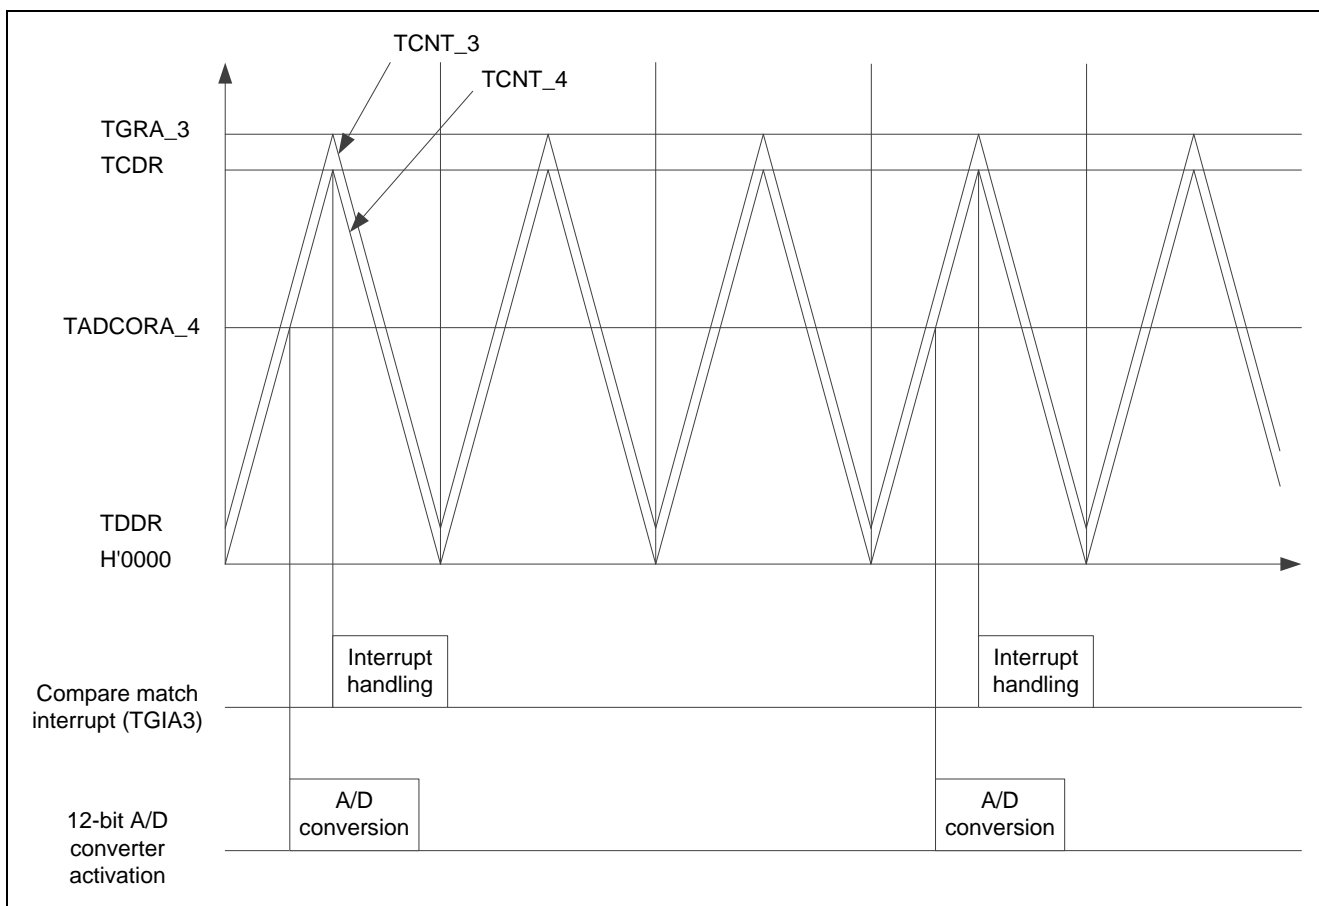 TCNT_3
TCNT_4
TGRA_3
TCDR
TADCORA_4
TDDR
H'0000
Interrupt
handling
Interrupt
handling
Compare match
interrupt (TGIA3)
A/D
conversion
A/D
conversion
12-bit A/D
converter
activation